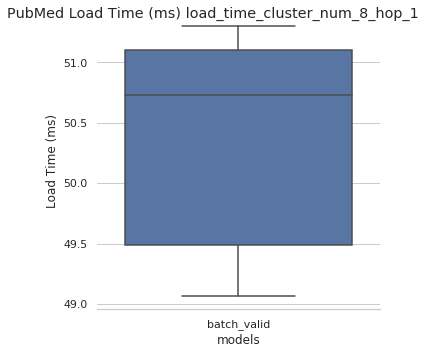 PubMed Load Time (ms) load_time_cluster_num_8_hop_1
51.0
50.5
50.0
49.5
49.0
Load Time (ms)
batch_valid
models